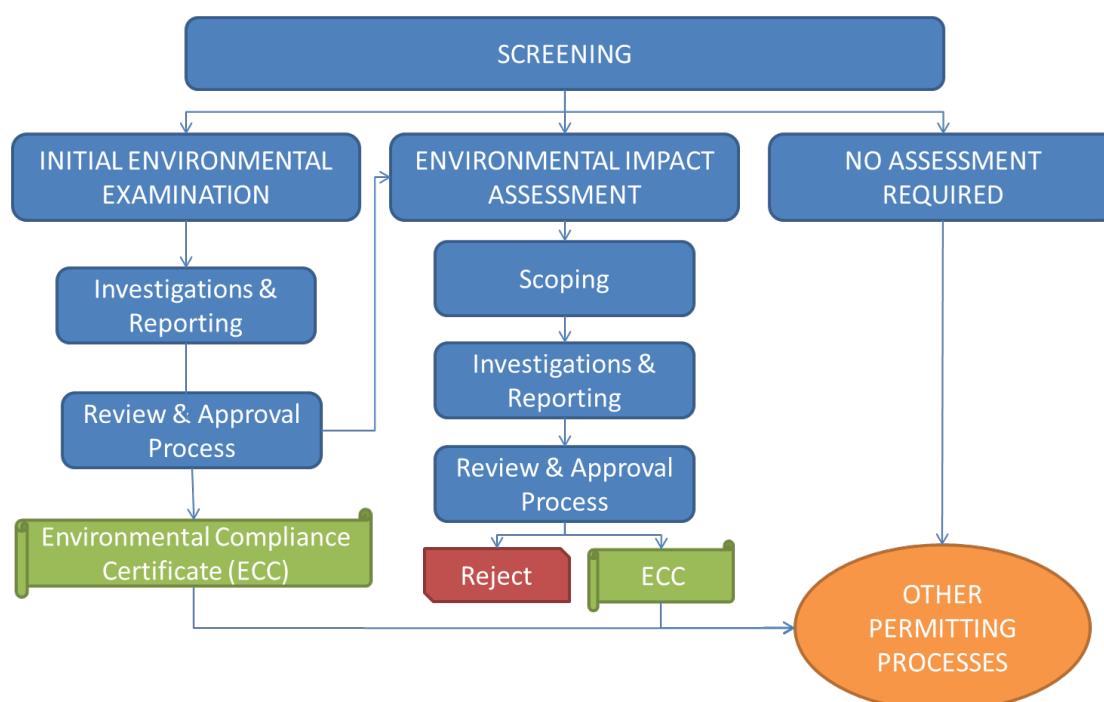 SCREENING
INITIAL ENVIRONMENTAL
EXAMINATION
ENVIRONMENTAL IMPACT
ASSESSMENT
NO ASSESSMENT
REQUIRED
Investigations &
Reporting
Review & Approval
Process
Environmental Compliance
Certificate (ECC)
Scoping
Investigations &
Reporting
Review & Approval
Process
Reject
ECC
OTHER
PERMITTING
PROCESSES